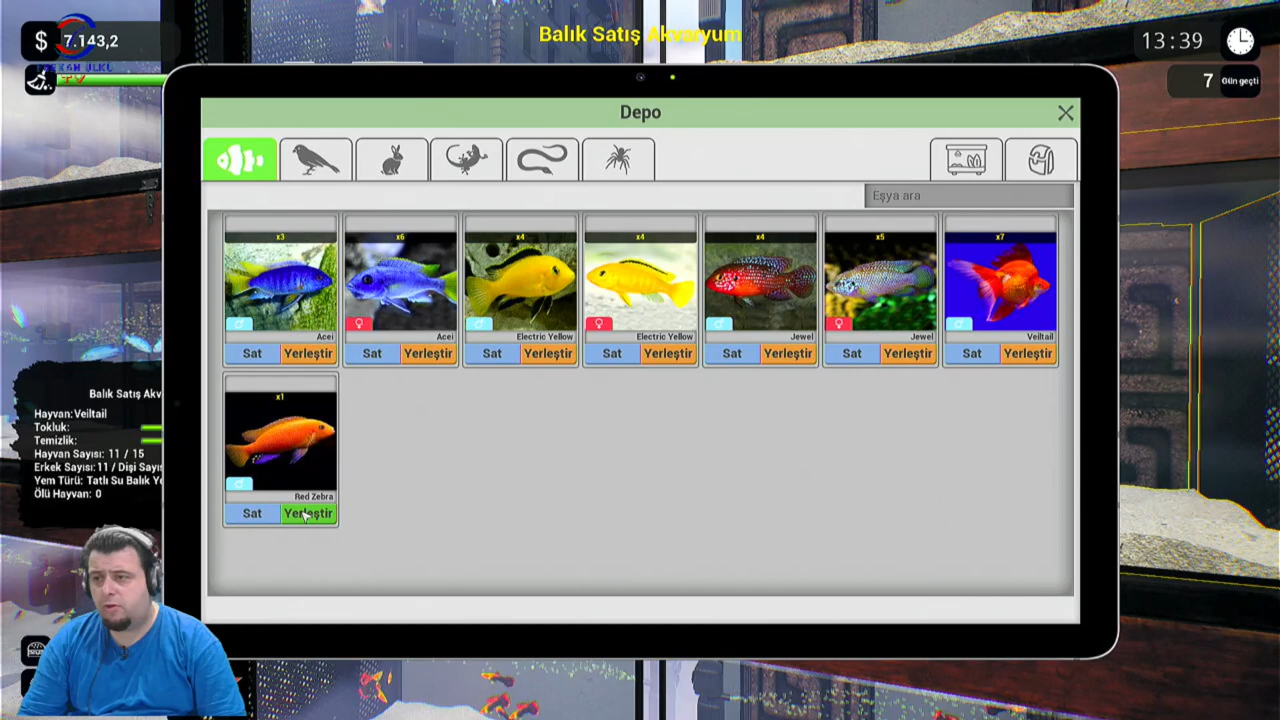 $ 7.143,2
Balık Satış Akvaryum
13:39
7 Gün geçti
Depo
Eşya ara
x3
Acei
Sat Yerleştir
x6
Acei
Sat Yerleştir
x4
Electric Yellow
Sat Yerleştir
x4
Electric Yellow
Sat Yerleştir
x4
Jewel
Sat Yerleştir
x5
Jewel
Sat Yerleştir
x7
Veiltail
Sat Yerleştir
x1
Red Zebra
Sat Yerleştir
Balık Satış Akv
Hayvan:Veiltail
Tokluk:
Temizlik:
Hayvan Sayısı: 11 / 15
Erkek Sayısı:11 / Dişi Sayıs
Yem Türü: Tatlı Su Balık Ye
Ölü Hayvan: 0